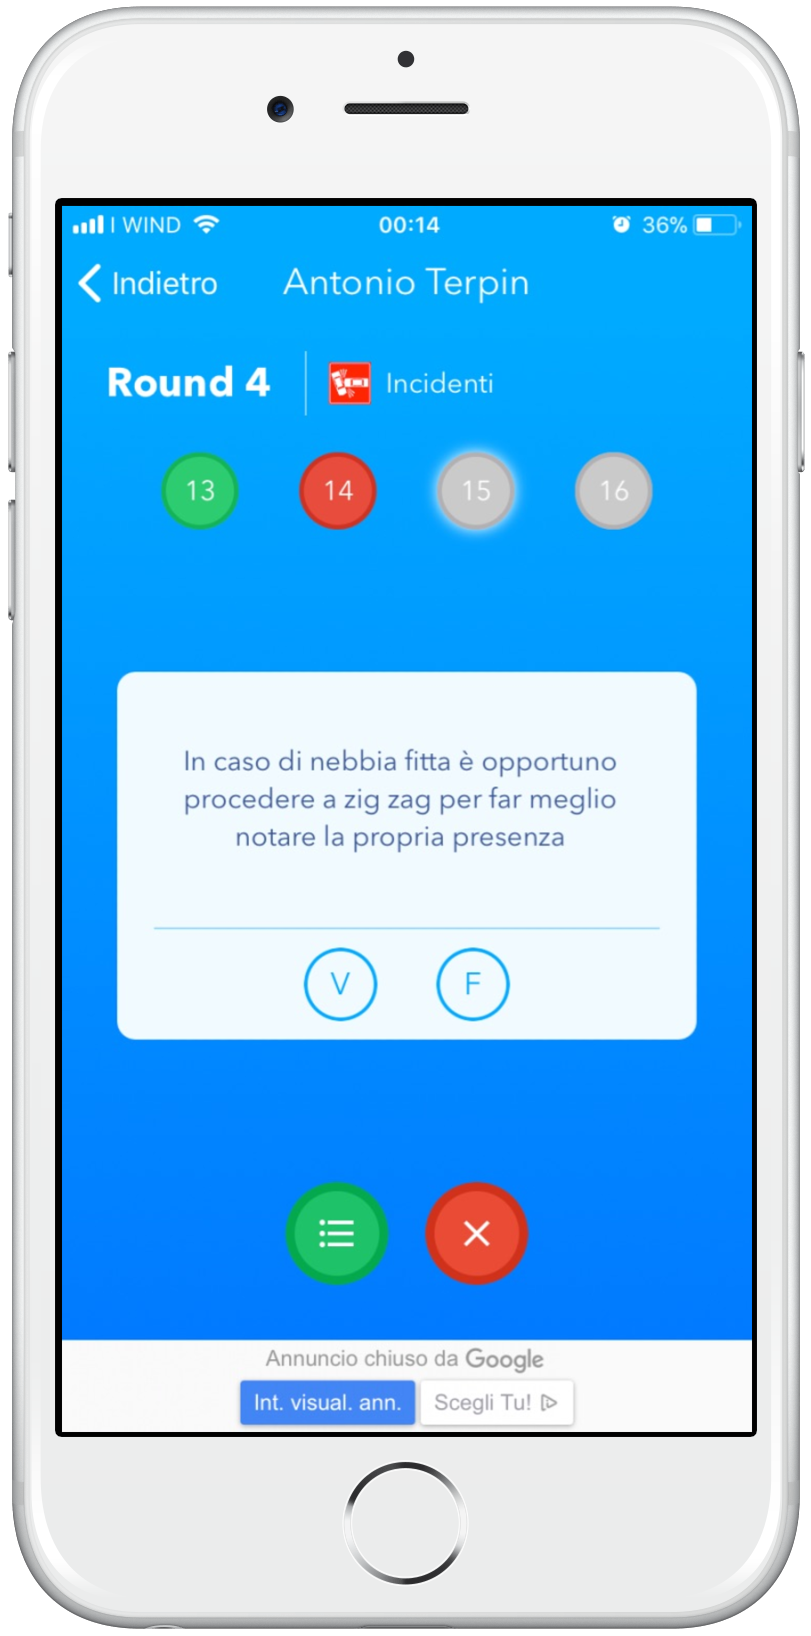 I WIND 00:14 36%
Indietro Antonio Terpin
Round 4 Incidenti
13 14 15 16
In caso di nebbia fitta è opportuno
procedere a zig zag per far meglio
notare la propria presenza
V F
Annuncio chiuso da Google
Int. visual. ann. Scegli Tu!